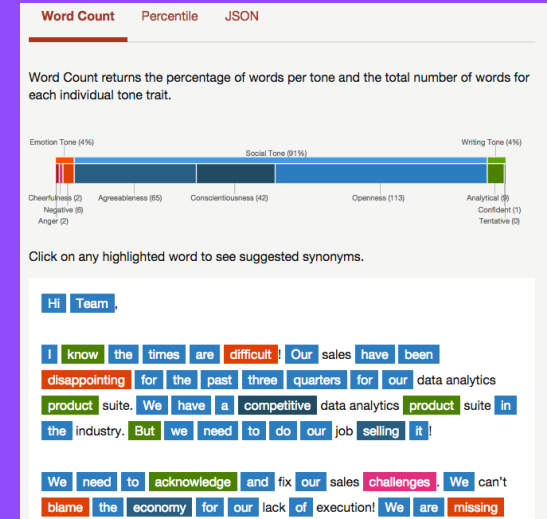 Word Count Percentile JSON
Word Count returns the percentage of words per tone and the total number of words for
each individual tone trait.
Emotion Tone (4%) Social Tone (91%) Writing Tone (4%)
Cheerfulness (2) Agreeableness (65) Conscientiousness (42) Openness (113) Analytical (9)
Negative (6) Confident (1)
Anger (2) Tentative (0)
Click on any highlighted word to see suggested synonyms.
Hi Team,
I know the times are difficult! Our sales have been
disappointing for the past three quarters for our data analytics
product suite. We have a competitive data analytics product suite in
the industry. But we need to do our job selling it!
We need to acknowledge and fix our sales challenges. We can't
blame the economy for our lack of execution! We are missing